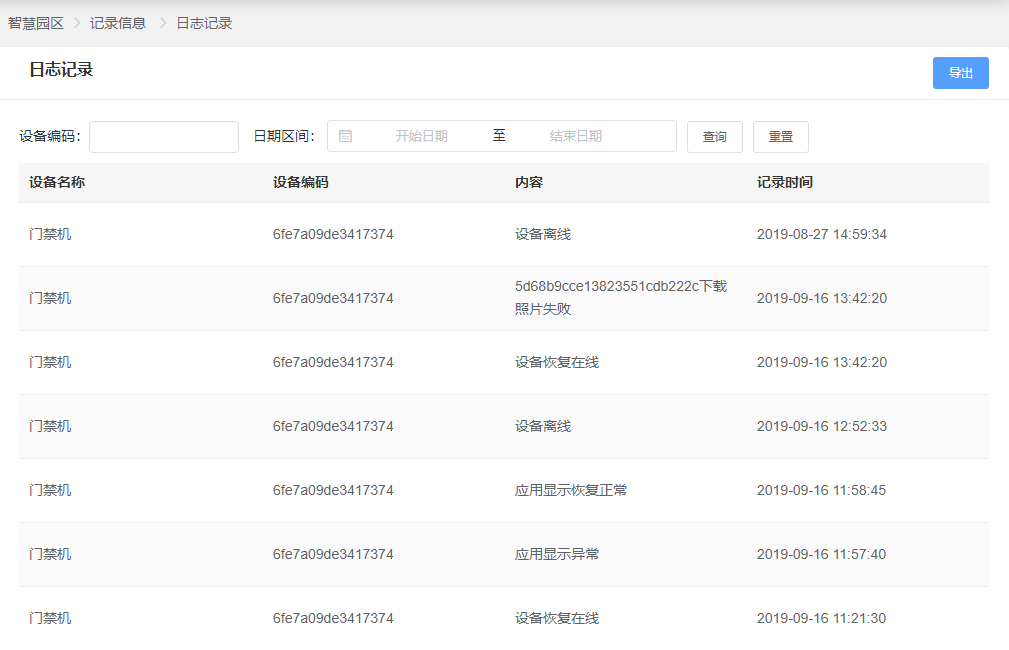 智慧园区 > 记录信息 > 日志记录
日志记录
导出
设备编码： 日期区间： 开始日期 至 结束日期 查询 重置
设备名称 设备编码 内容 记录时间
门禁机 6fe7a09de3417374 设备离线 2019-08-27 14:59:34
门禁机 6fe7a09de3417374 5d68b9cce13823551cdb222c下载 2019-09-16 13:42:20
照片失败
门禁机 6fe7a09de3417374 设备恢复在线 2019-09-16 13:42:20
门禁机 6fe7a09de3417374 设备离线 2019-09-16 12:52:33
门禁机 6fe7a09de3417374 应用显示恢复正常 2019-09-16 11:58:45
门禁机 6fe7a09de3417374 应用显示异常 2019-09-16 11:57:40
门禁机 6fe7a09de3417374 设备恢复在线 2019-09-16 11:21:30